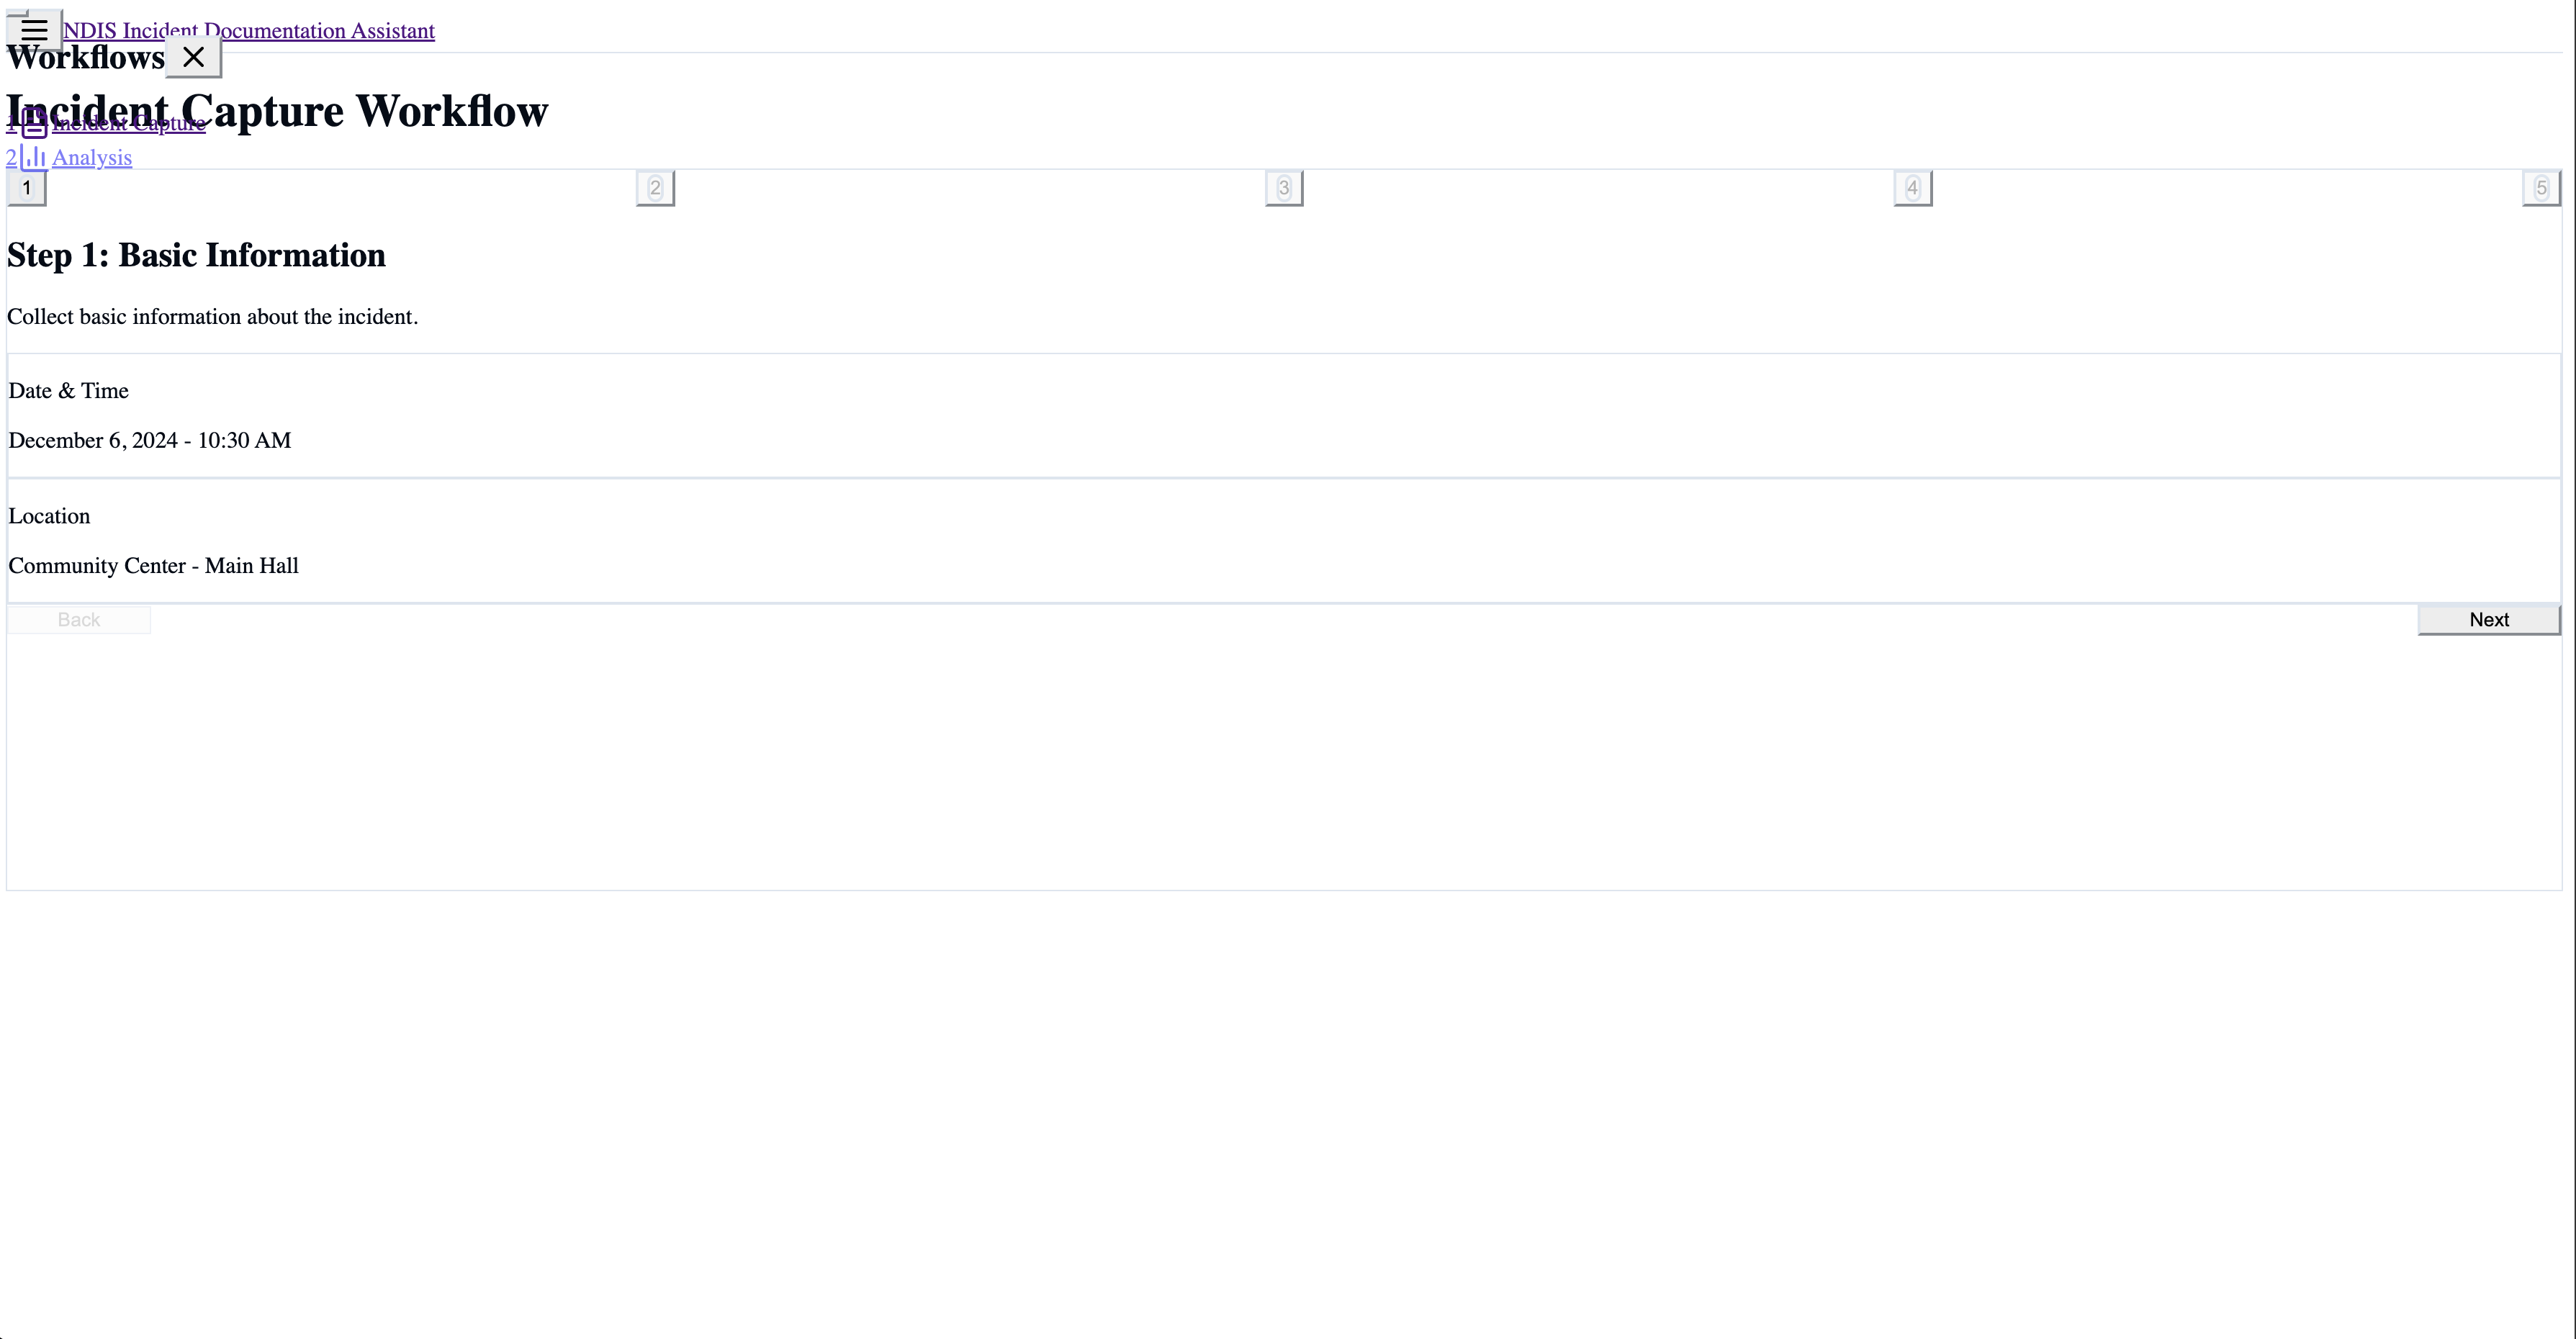 NDIS Incident Documentation Assistant
Workflows
Incident Capture Workflow
1 Incident Capture
2 Analysis
1 2 3 4 5
Step 1: Basic Information
Collect basic information about the incident.
Date & Time
December 6, 2024 - 10:30 AM
Location
Community Center - Main Hall
Back Next